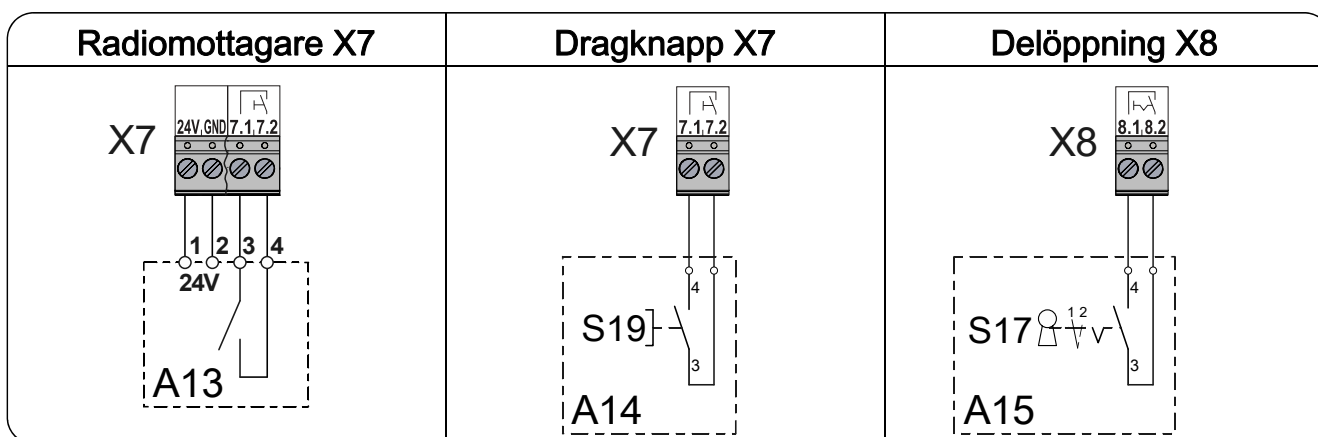 Radiomottagare X7
Dragknapp X7
Delöppning X8
X7
24V,GND 7.1,7.2
1 2 3 4
24V
A13
X7
7.1,7.2
4
S19
3
A14
X8
8.1,8.2
4
S17
1 2
3
A15